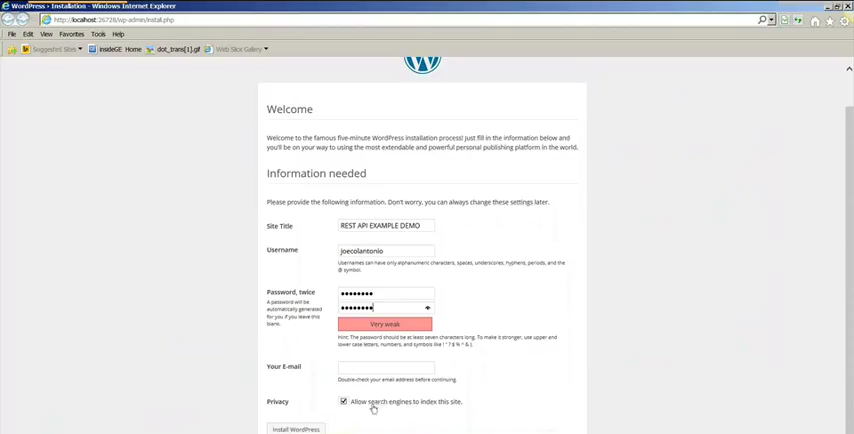 WordPress › Installation - Windows Internet Explorer
http://localhost:26728/wp-admin/install.php
File Edit View Favorites Tools Help
Suggested Sites insideGE Home dot_trans[1].gif Web Slice Gallery
W
Welcome
Welcome to the famous five-minute WordPress installation process! Just fill in the information below and
you'll be on your way to using the most extendable and powerful personal publishing platform in the world.
Information needed
Please provide the following information. Don't worry, you can always change these settings later.
Site Title REST API EXAMPLE DEMO
Username joecolantonio
Usernames can have only alphanumeric characters, spaces, underscores, hyphens, periods, and the
@ symbol.
Password, twice
A password will be
automatically generated
for you if you leave this
blank.
Very weak
Hint: The password should be at least seven characters long. To make it stronger, use upper and
lower case letters, numbers, and symbols like ! " ? $ % ^ & ).
Your E-mail
Double-check your email address before continuing.
Privacy Allow search engines to index this site.
Install WordPress